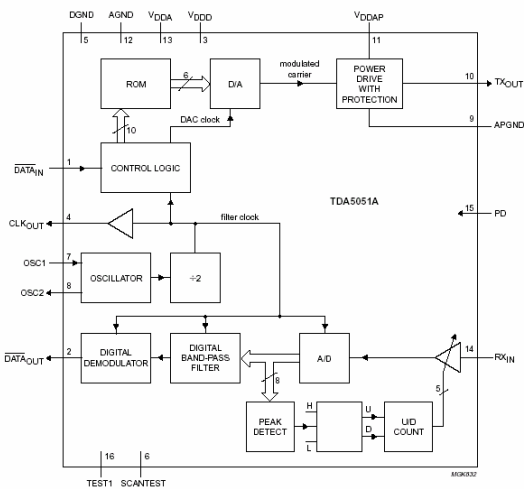 DGND AGND VDDA VDDD VDDAP
5 12 13 3 11
ROM
6
D/A
modulated
carrier
POWER
DRIVE
WITH
PROTECTION
10 TXOUT
9 APGND
10
DAC clock
DATAIN 1
CONTROL LOGIC
TDA5051A
15 PD
CLKOUT 4
filter clock
OSC1 7
OSC2 8
OSCILLATOR
÷2
DATAOUT 2
DIGITAL
DEMODULATOR
DIGITAL
BAND-PASS
FILTER
A/D
14 RXIN
8
5
PEAK
DETECT
H
L
U
D
U/D
COUNT
16 6
TEST1 SCANTEST
MGK832